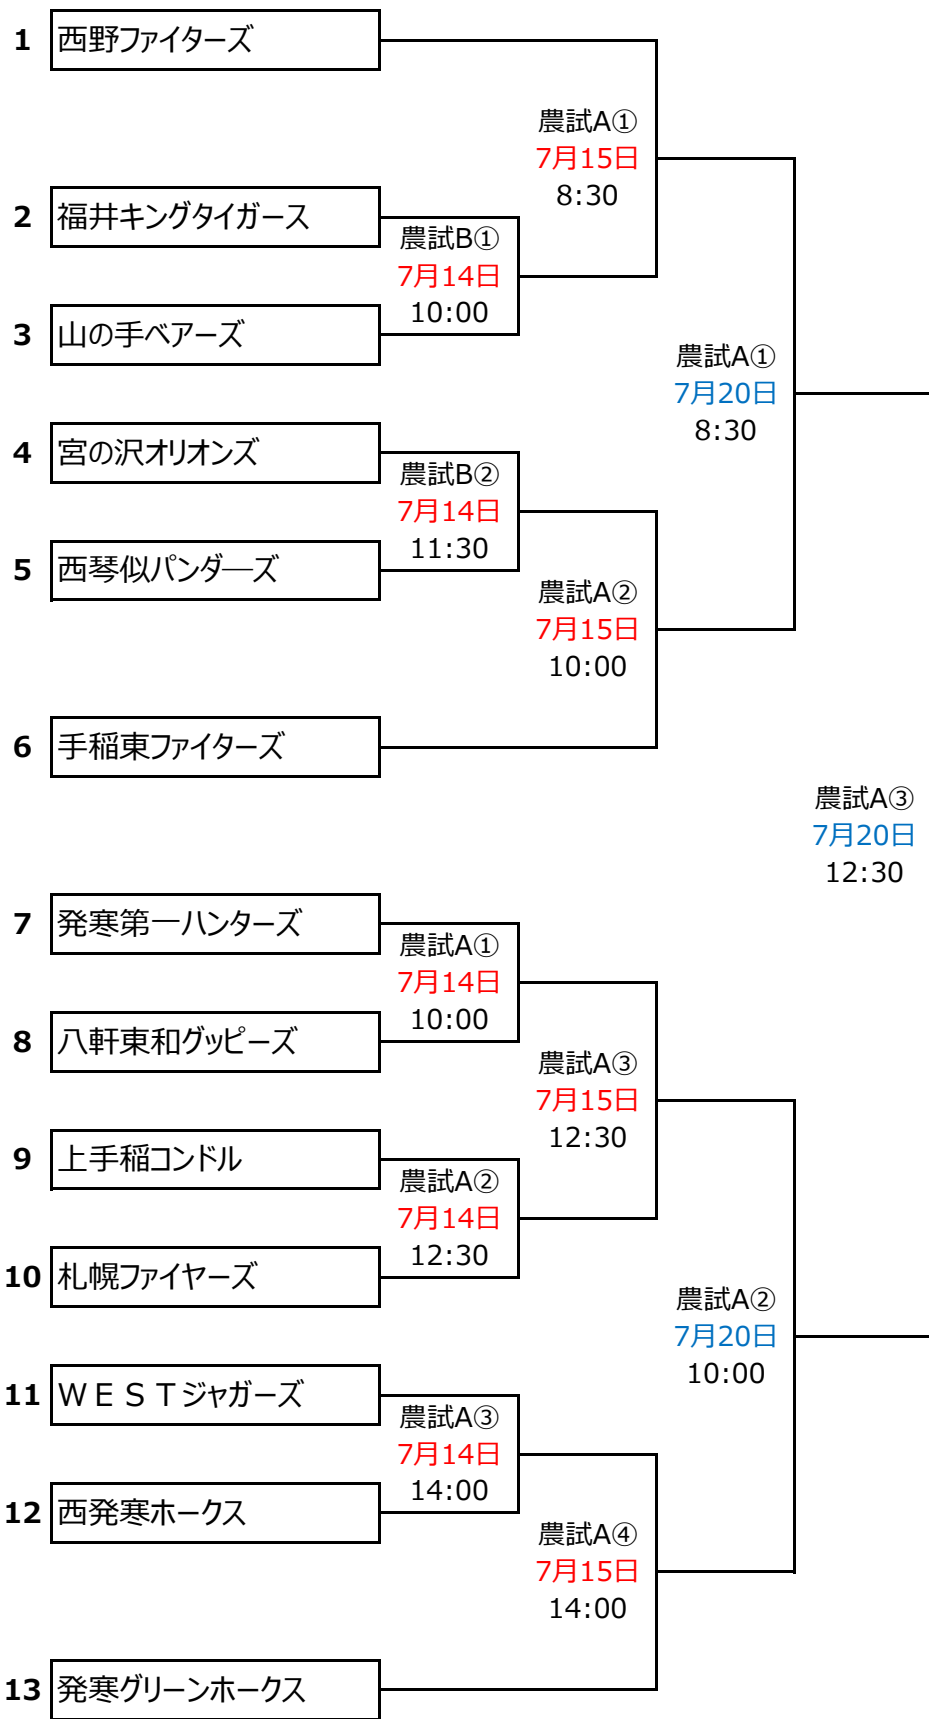 1 西野ファイターズ
農試A①
7月15日
8:30
2 福井キングタイガース
農試B①
7月14日
10:00
3 山の手ベアーズ
農試A①
7月20日
8:30
4 宮の沢オリオンズ
農試B②
7月14日
11:30
5 西琴似パンダ―ズ
農試A②
7月15日
10:00
6 手稲東ファイターズ
農試A③
7月20日
12:30
7 発寒第一ハンターズ
農試A①
7月14日
10:00
8 八軒東和グッピーズ
農試A③
7月15日
12:30
9 上手稲コンドル
農試A②
7月14日
12:30
10 札幌ファイヤーズ
農試A②
7月20日
10:00
11 ＷＥＳＴジャガーズ
農試A③
7月14日
14:00
12 西発寒ホークス
農試A④
7月15日
14:00
13 発寒グリーンホークス